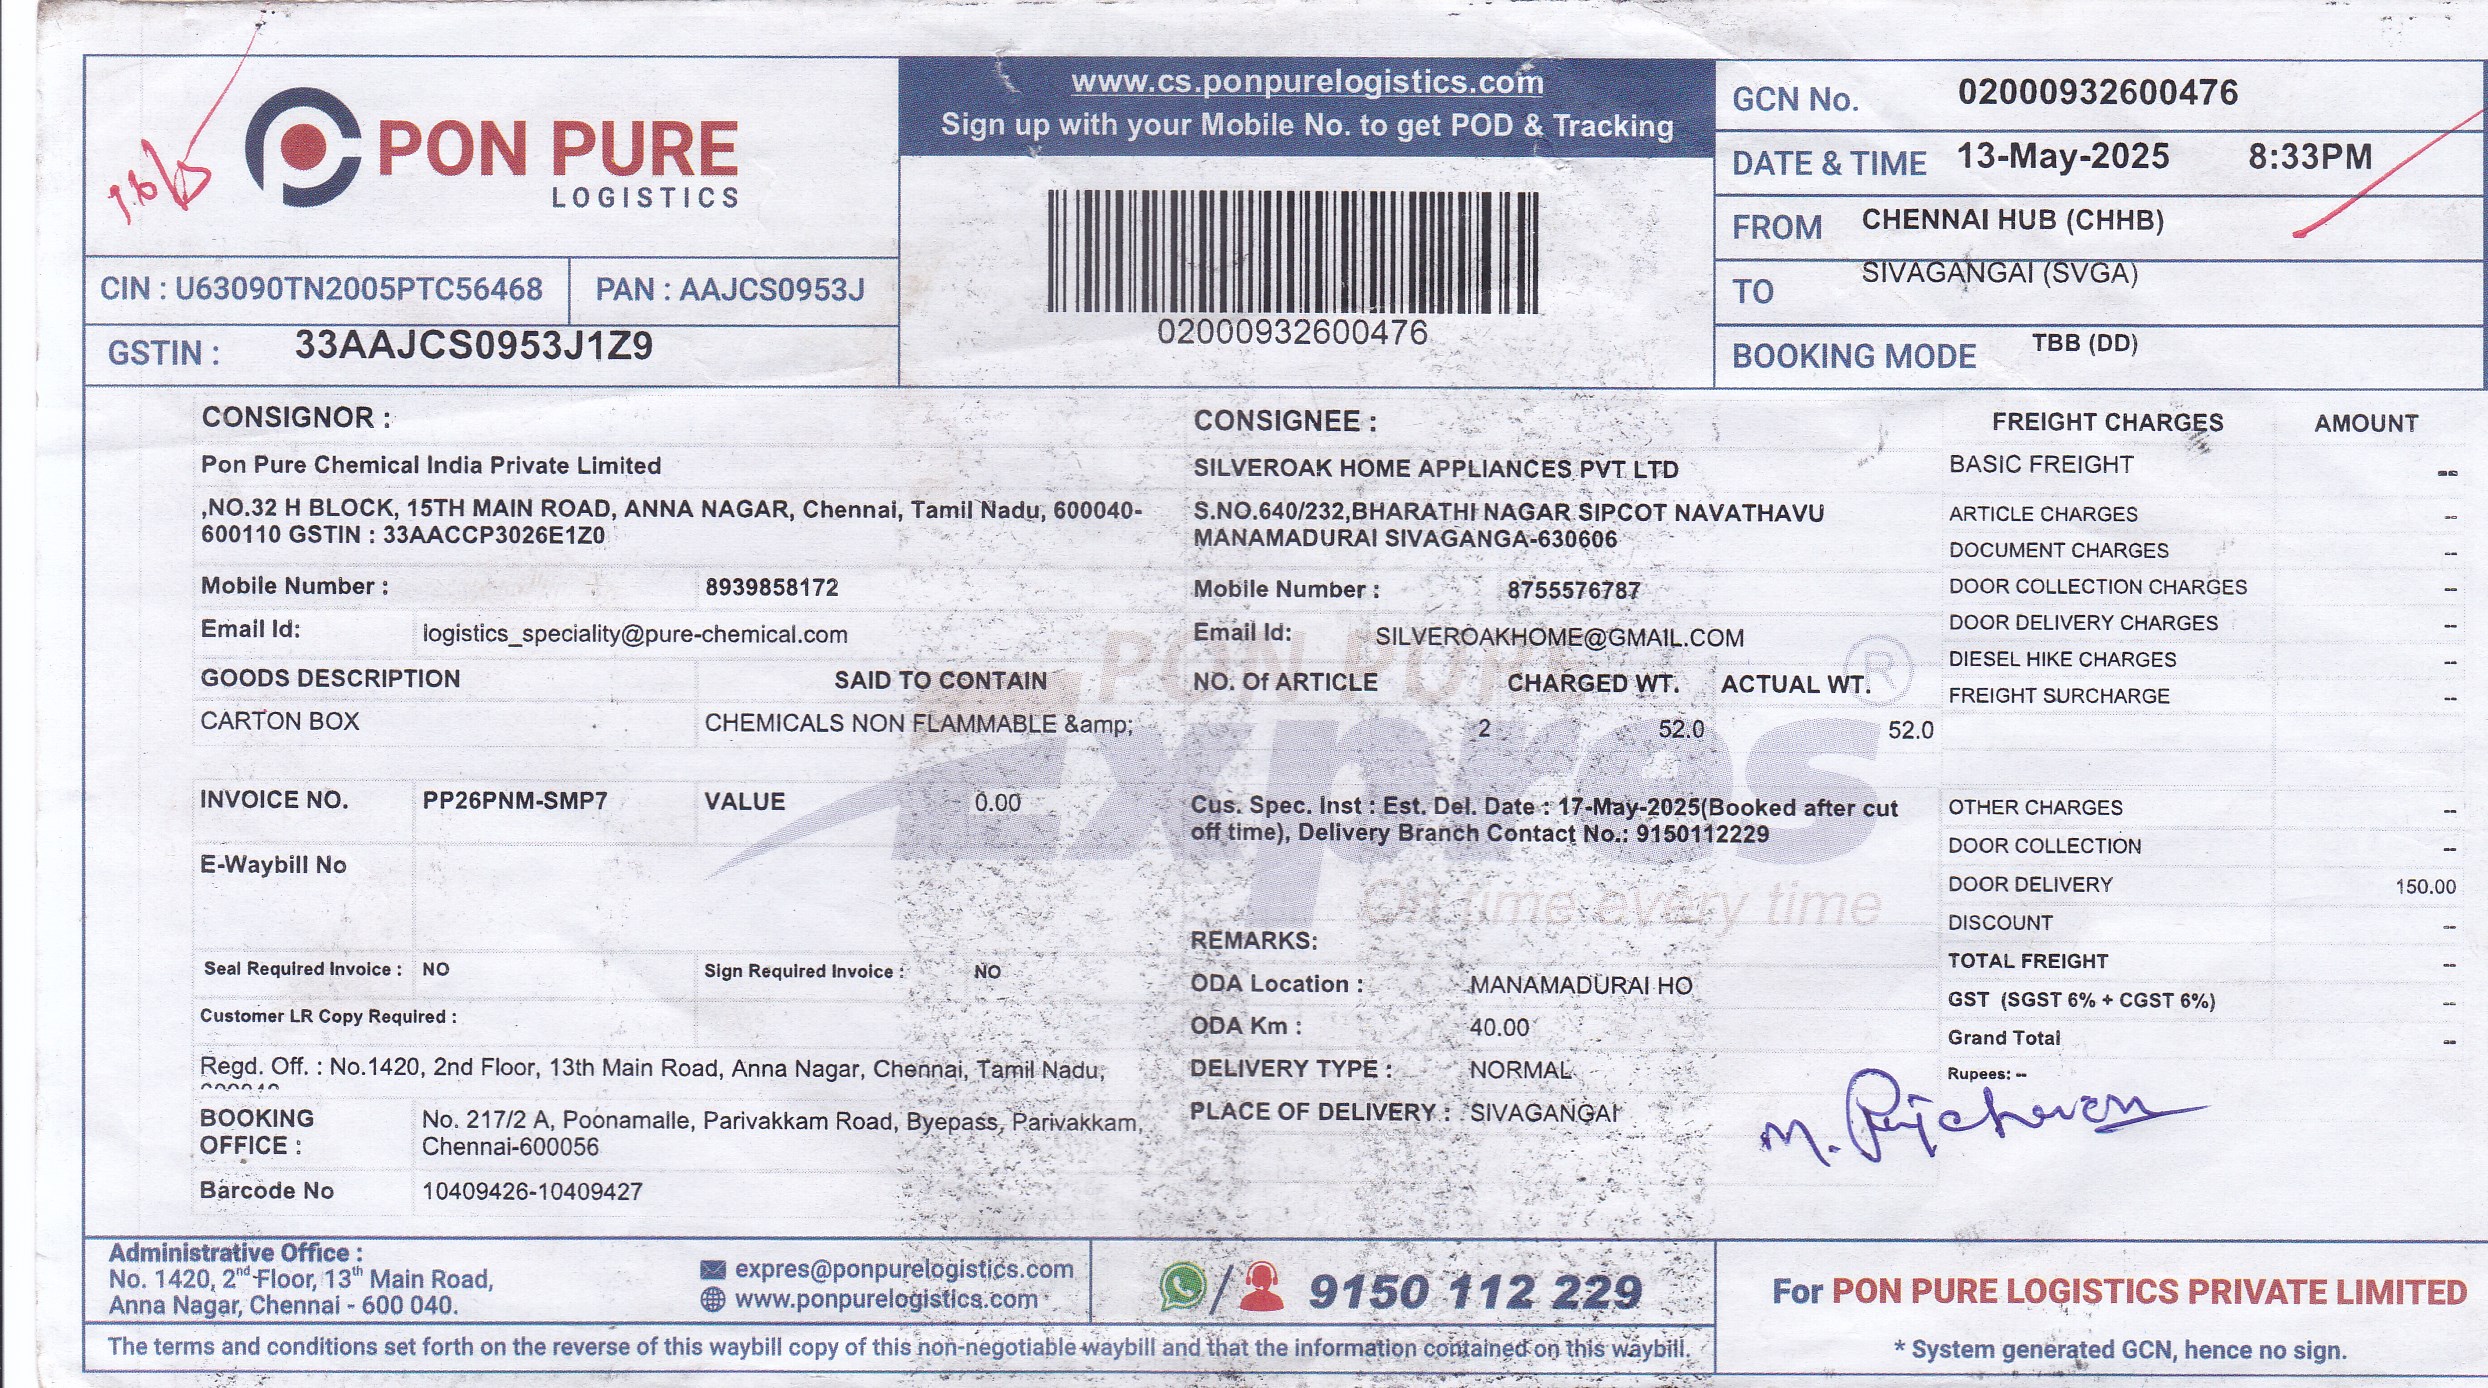 PON PURE
LOGISTICS
CIN : U63090TN2005PTC56468
PAN : AAJCS0953J
GSTIN : 33AAJCS0953J1Z9
www.cs.ponpurelogistics.com
Sign up with your Mobile No. to get POD & Tracking
02000932600476
GCN No. 02000932600476
DATE & TIME 13-May-2025 8:33PM
FROM CHENNAI HUB (CHHB)
TO SIVAGANGAI (SVGA)
BOOKING MODE TBB (DD)
CONSIGNOR :
Pon Pure Chemical India Private Limited
,NO.32 H BLOCK, 15TH MAIN ROAD, ANNA NAGAR, Chennai, Tamil Nadu, 600040-
600110 GSTIN : 33AACCP3026E1Z0
Mobile Number : 8939858172
Email Id: logistics_speciality@pure-chemical.com
CONSIGNEE :
SILVEROAK HOME APPLIANCES PVT LTD
S.NO.640/232,BHARATHI NAGAR SIPCOT NAVATHAVU
MANAMADURAI SIVAGANGA-630606
Mobile Number : 8755576787
Email Id: SILVEROAKHOME@GMAIL.COM
GOODS DESCRIPTION SAID TO CONTAIN NO. Of ARTICLE CHARGED WT. ACTUAL WT.
CARTON BOX CHEMICALS NON FLAMMABLE &amp; 2 52.0 52.0
INVOICE NO. PP26PNM-SMP7 VALUE 0.00
E-Waybill No
Seal Required Invoice : NO Sign Required Invoice : NO
Customer LR Copy Required :
Regd. Off. : No.1420, 2nd Floor, 13th Main Road, Anna Nagar, Chennai, Tamil Nadu,
BOOKING OFFICE : No. 217/2 A, Poonamalle, Parivakkam Road, Byepass, Parivakkam,
Chennai-600056
Barcode No 10409426-10409427
Cus. Spec. Inst : Est. Del. Date : 17-May-2025(Booked after cut
off time), Delivery Branch Contact No.: 9150112229
REMARKS:
ODA Location : MANAMADURAI HO
ODA Km : 40.00
DELIVERY TYPE : NORMAL
PLACE OF DELIVERY : SIVAGANGAI
PON PURE
Expres ®
On time every time
FREIGHT CHARGES AMOUNT
BASIC FREIGHT --
ARTICLE CHARGES --
DOCUMENT CHARGES --
DOOR COLLECTION CHARGES --
DOOR DELIVERY CHARGES --
DIESEL HIKE CHARGES --
FREIGHT SURCHARGE --
OTHER CHARGES --
DOOR COLLECTION --
DOOR DELIVERY 150.00
DISCOUNT --
TOTAL FREIGHT --
GST (SGST 6% + CGST 6%) --
Grand Total --
Rupees: --
Administrative Office :
No. 1420, 2nd Floor, 13th Main Road,
Anna Nagar, Chennai - 600 040.
expres@ponpurelogistics.com
www.ponpurelogistics.com
9150 112 229
For PON PURE LOGISTICS PRIVATE LIMITED
The terms and conditions set forth on the reverse of this waybill copy of this non-negotiable waybill and that the information contained on this waybill.
* System generated GCN, hence no sign.